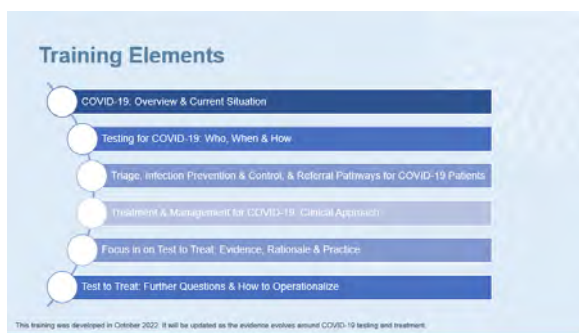 Training Elements
COVID-19: Overview & Current Situation
Testing for COVID-19: Who, When & How
Triage, Infection Prevention & Control, & Referral Pathways for COVID-19 Patients
Treatment & Management for COVID-19: Clinical Approach
Focus in on Test to Treat: Evidence, Rationale & Practice
Test to Treat: Further Questions & How to Operationalize
This training was developed in October 2022. It will be updated as the evidence evolves around COVID-19 testing and treatment.